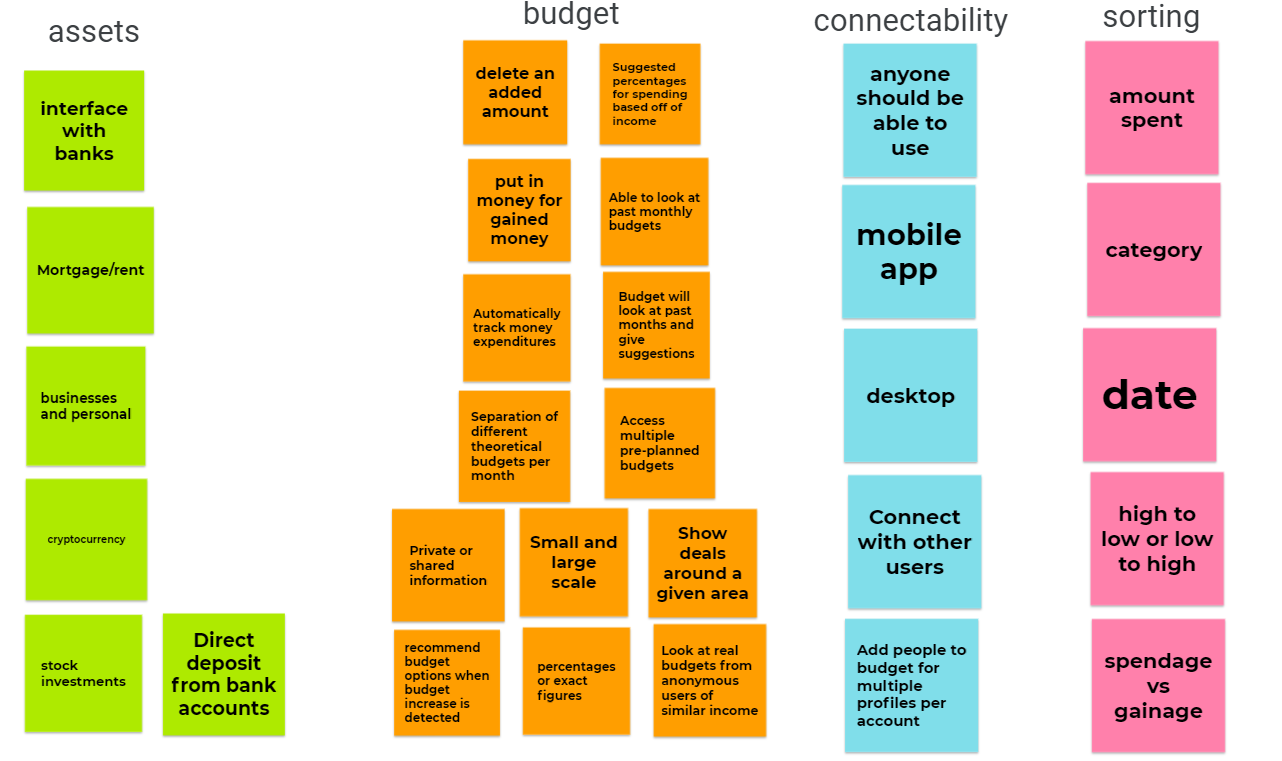 assets
interface
with
banks
Mortgage/rent
businesses
and personal
cryptocurrency
stock
investments
Direct
deposit
from bank
accounts
budget
delete an
added
amount
Suggested
percentages
for spending
based off of
income
put in
money for
gained
money
Able to look at
past monthly
budgets
Automatically
track money
expenditures
Budget will
look at past
months and
give
suggestions
Separation of
different
theoretical
budgets per
month
Access
multiple
pre-planned
budgets
Private or
shared
information
Small and
large
scale
Show
deals
around a
given area
recommend
budget
options when
budget
increase is
detected
percentages
or exact
figures
Look at real
budgets from
anonymous
users of
similar income
connectability
anyone
should be
able to
use
mobile
app
desktop
Connect
with other
users
Add people to
budget for
multiple
profiles per
account
sorting
amount
spent
category
date
high to
low or low
to high
spendage
vs
gainage